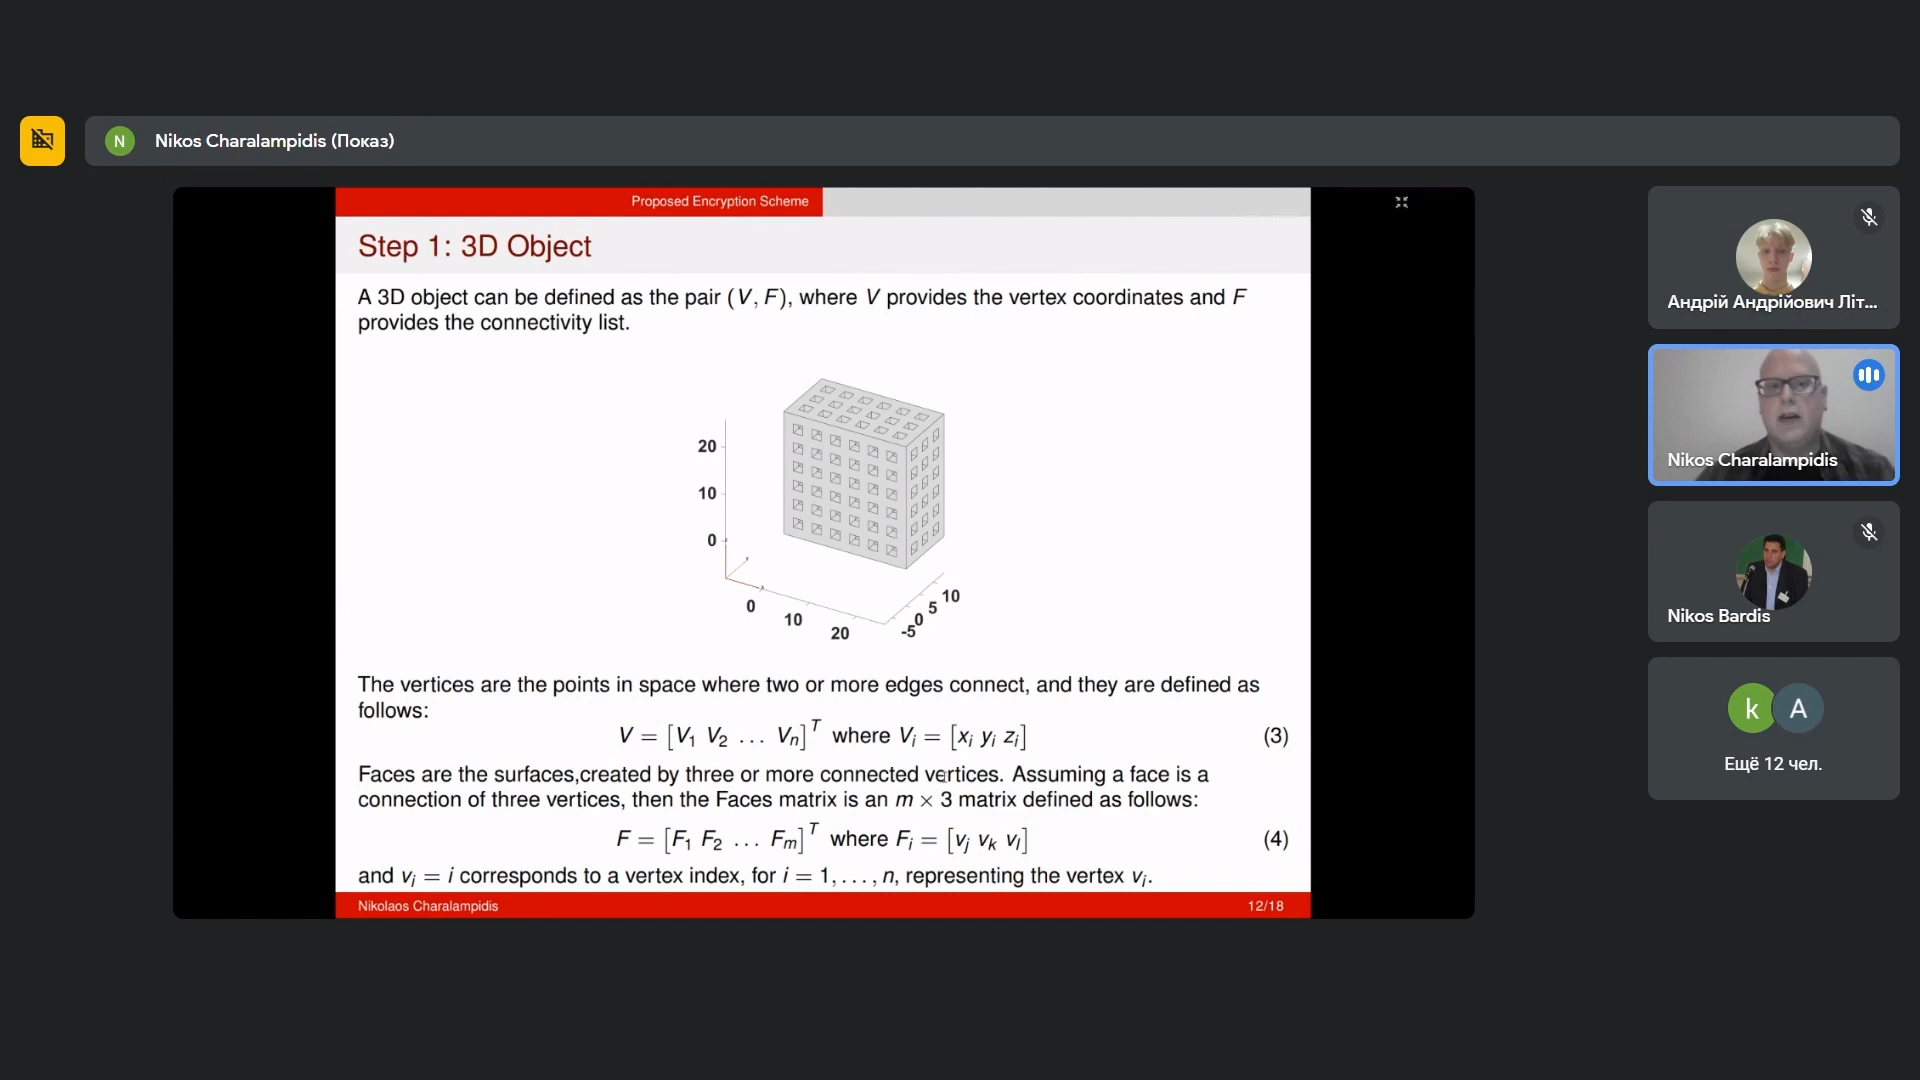 N Nikos Charalampidis (Показ)
Proposed Encryption Scheme
Step 1: 3D Object
A 3D object can be defined as the pair (V, F), where V provides the vertex coordinates and F
provides the connectivity list.
20
10
0
0
10
20
-5
0
5
10
z
y
x
The vertices are the points in space where two or more edges connect, and they are defined as
follows:
V = [V₁ V₂ … Vₙ]ᵀ where Vᵢ = [xᵢ yᵢ zᵢ] (3)
Faces are the surfaces,created by three or more connected vertices. Assuming a face is a
connection of three vertices, then the Faces matrix is an m × 3 matrix defined as follows:
F = [F₁ F₂ … Fₘ]ᵀ where Fᵢ = [vⱼ vₖ vₗ] (4)
and vᵢ = i corresponds to a vertex index, for i = 1, . . . , n, representing the vertex vᵢ.
Nikolaos Charalampidis 12/18
Андрій Андрійович Літ...
Nikos Charalampidis
Nikos Bardis
k A
Ещё 12 чел.